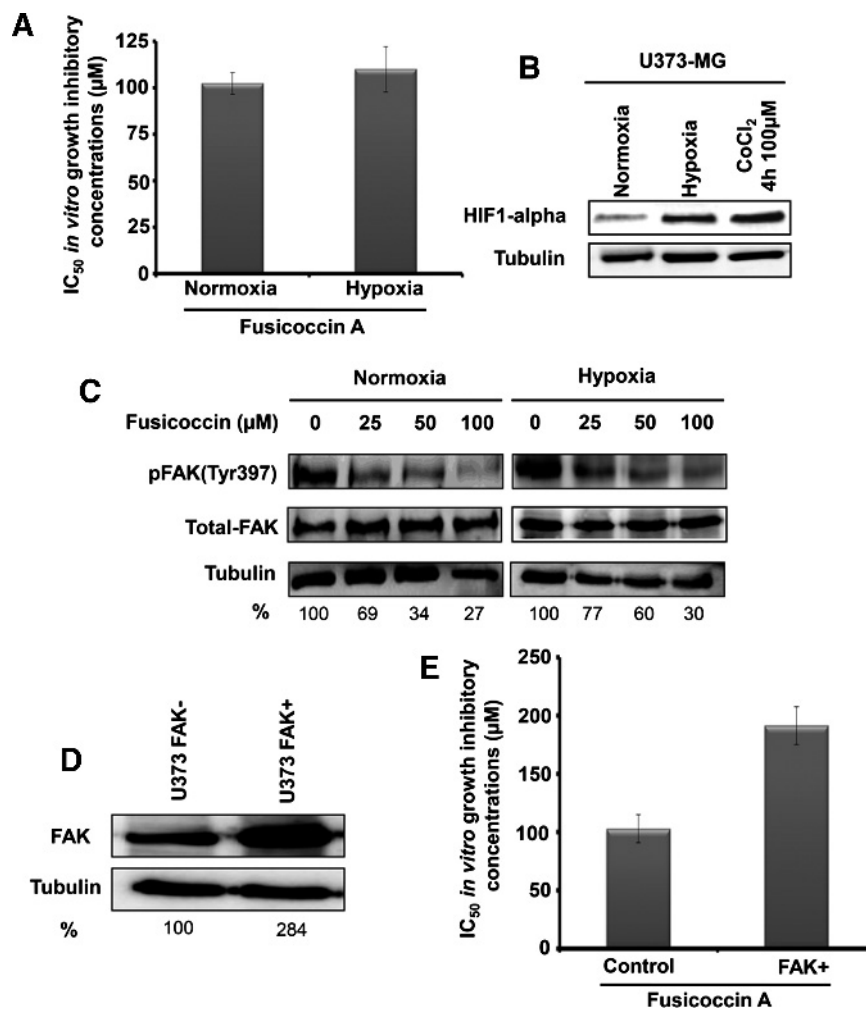 A
IC₅₀ in vitro growth inhibitory
concentrations (µM)
125
100
75
50
25
0
Normoxia Hypoxia
Fusicoccin A
B
U373-MG
Normoxia
Hypoxia
CoCl₂
4h 100µM
HIF1-alpha
Tubulin
C
Normoxia Hypoxia
Fusicoccin (µM) 0 25 50 100 0 25 50 100
pFAK(Tyr397)
Total-FAK
Tubulin
% 100 69 34 27 100 77 60 30
D
U373 FAK-
U373 FAK+
FAK
Tubulin
% 100 284
E
IC₅₀ in vitro growth inhibitory
concentrations (µM)
250
200
150
100
50
0
Control FAK+
Fusicoccin A